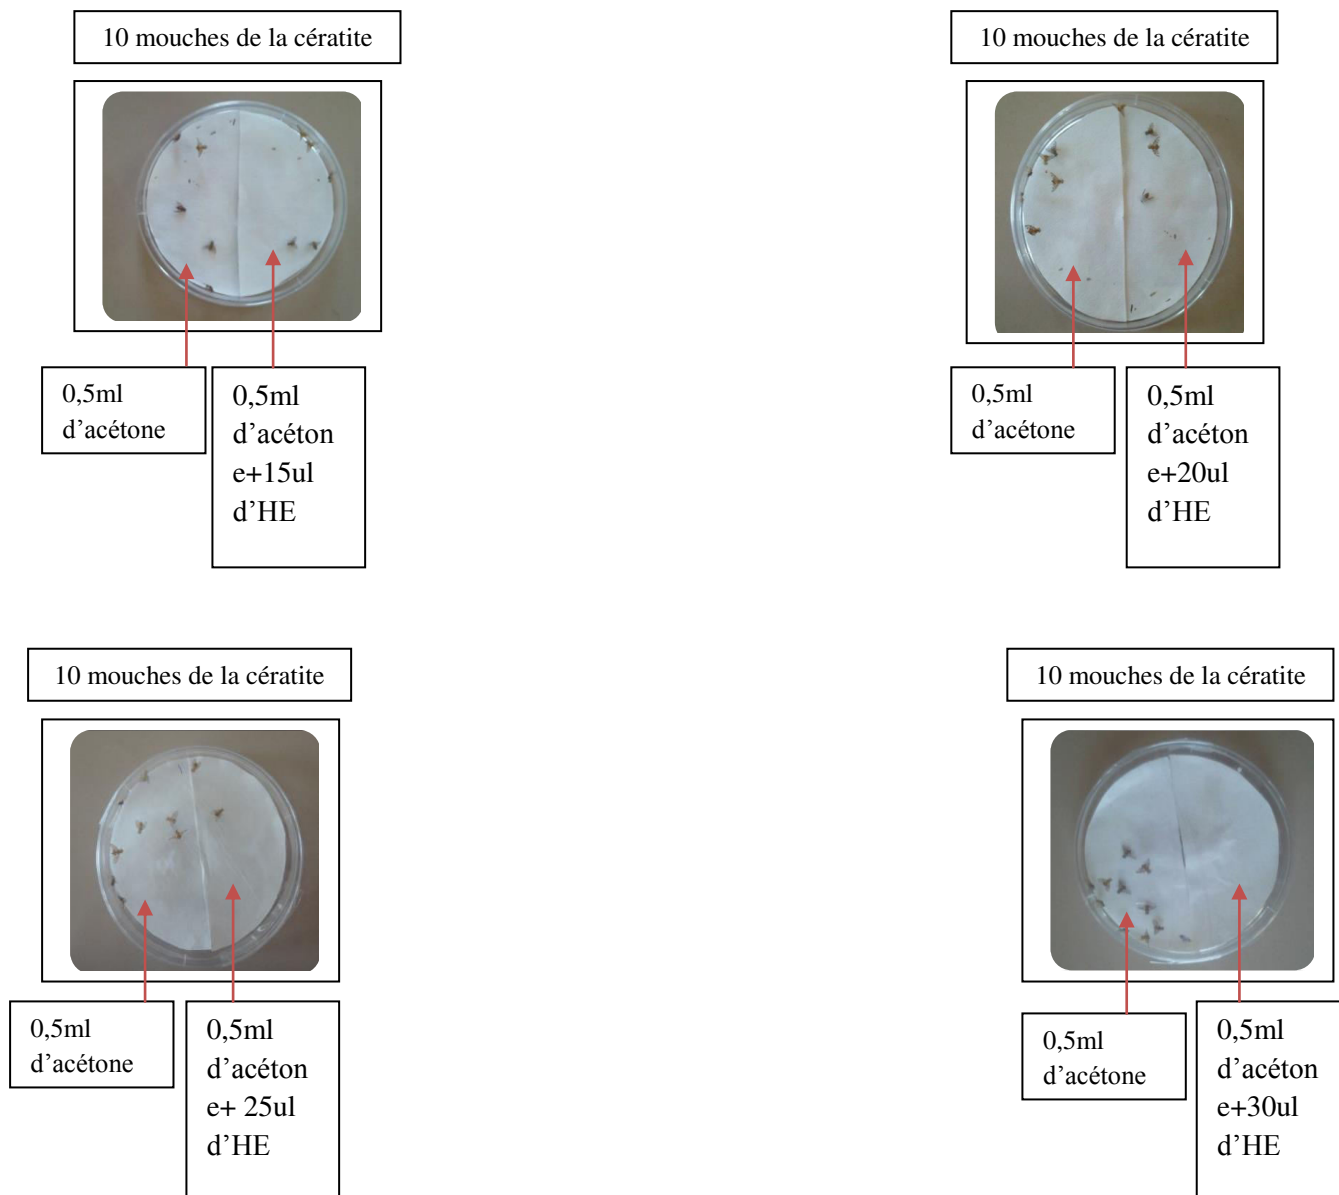 10 mouches de la cératite
10 mouches de la cératite
0,5ml
d’acétone
0,5ml
d’acéton
e+15ul
d’HE
0,5ml
d’acétone
0,5ml
d’acéton
e+20ul
d’HE
10 mouches de la cératite
10 mouches de la cératite
0,5ml
d’acétone
0,5ml
d’acéton
e+ 25ul
d’HE
0,5ml
d’acétone
0,5ml
d’acéton
e+30ul
d’HE